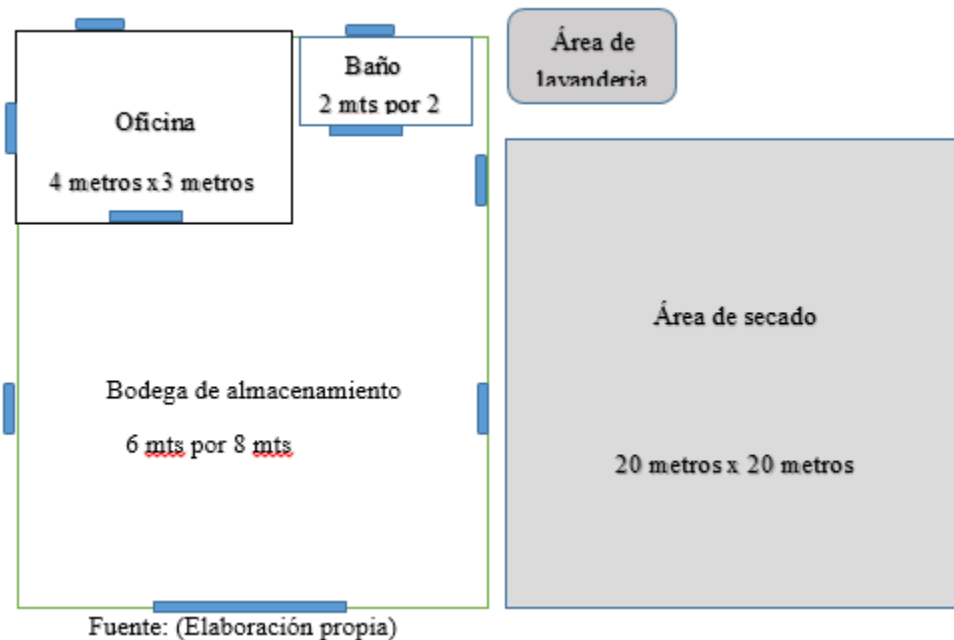 Oficina
4 metros x3 metros
Baño
2 mts por 2
Área de
lavanderia
Bodega de almacenamiento
6 mts por 8 mts
Área de secado
20 metros x 20 metros
Fuente: (Elaboración propia)